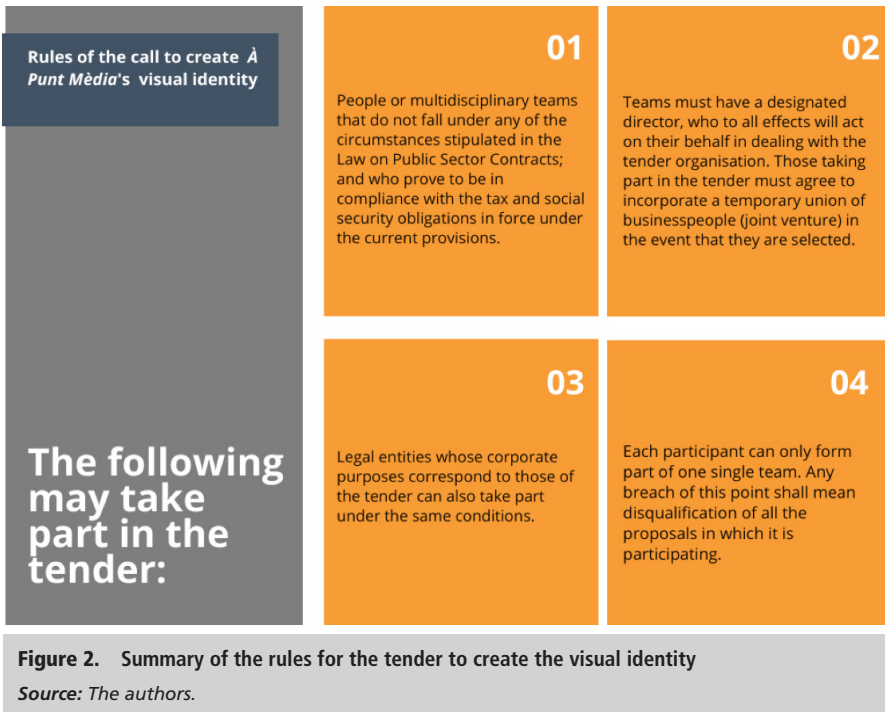 Rules of the call to create À
Punt Mèdia's visual identity
The following
may take
part in the
tender:
01
People or multidisciplinary teams
that do not fall under any of the
circumstances stipulated in the
Law on Public Sector Contracts;
and who prove to be in
compliance with the tax and social
security obligations in force under
the current provisions.
02
Teams must have a designated
director, who to all effects will act
on their behalf in dealing with the
tender organisation. Those taking
part in the tender must agree to
incorporate a temporary union of
businesspeople (joint venture) in
the event that they are selected.
03
Legal entities whose corporate
purposes correspond to those of
the tender can also take part
under the same conditions.
04
Each participant can only form
part of one single team. Any
breach of this point shall mean
disqualification of all the
proposals in which it is
participating.
Figure 2. Summary of the rules for the tender to create the visual identity
Source: The authors.